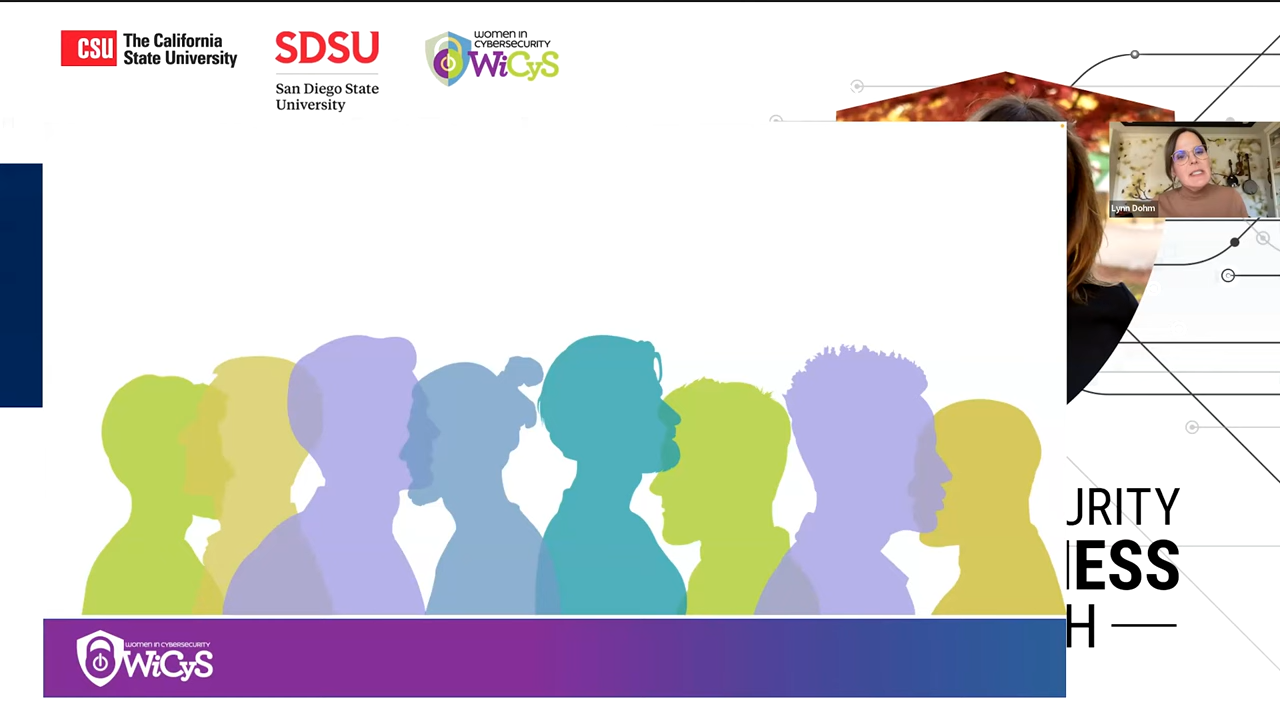 CSU The California
State University
SDSU
San Diego State
University
women in
CYBERSECURITY
WiCyS
Lynn Dohm
URITY
ESS
H
women in CYBERSECURITY
WiCyS